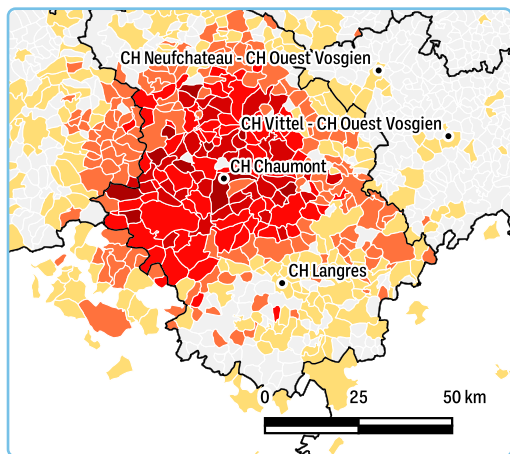 CH Neufchateau - CH Ouest Vosgien
CH Vittel - CH Ouest Vosgien
CH Chaumont
CH Langres
0 25 50 km